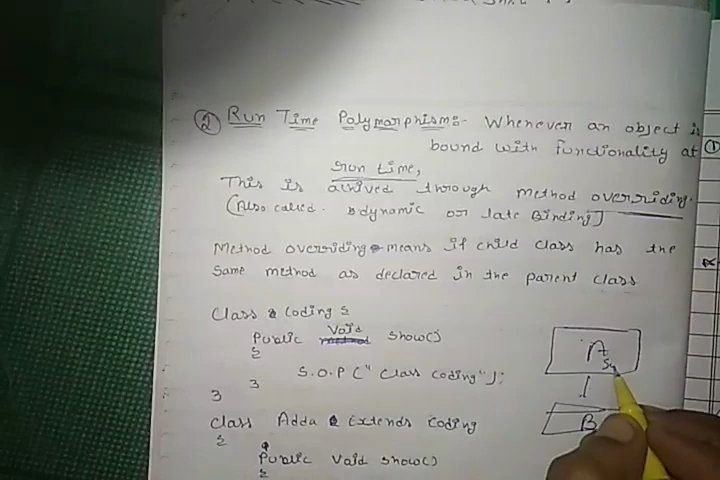 ② Run Time Polymorphism:- Whenever an object is
bound with functionality at
run time,
This is achived through method overriding.
(Also called - dynamic or late Binding)
Method overriding means if child class has the
same method as declared in the parent class
Class Coding {
Public Void Show()
{
S.O.P (" Class Coding");
}
}
A
Class Adda Extends Coding
{
B
Public Void Show()
{